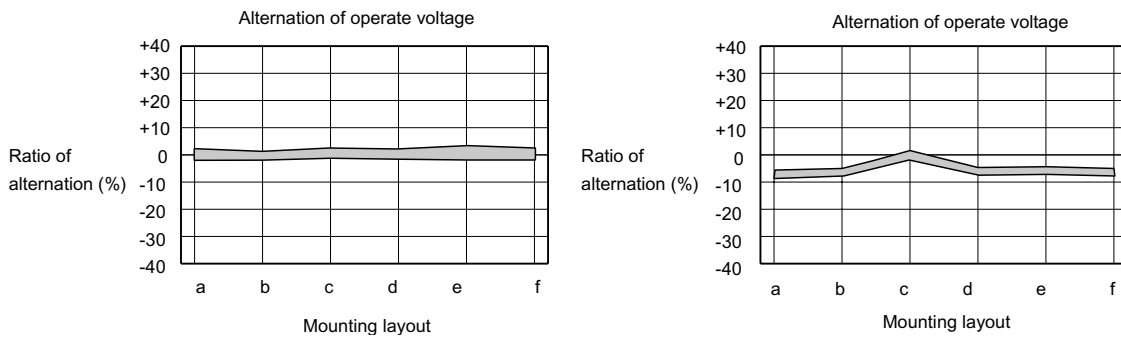 Alternation of operate voltage
+40
+30
+20
+10
0
-10
-20
-30
-40
Ratio of
alternation (%)
a b c d e f
Mounting layout
Alternation of operate voltage
+40
+30
+20
+10
0
-10
-20
-30
-40
Ratio of
alternation (%)
a b c d e f
Mounting layout